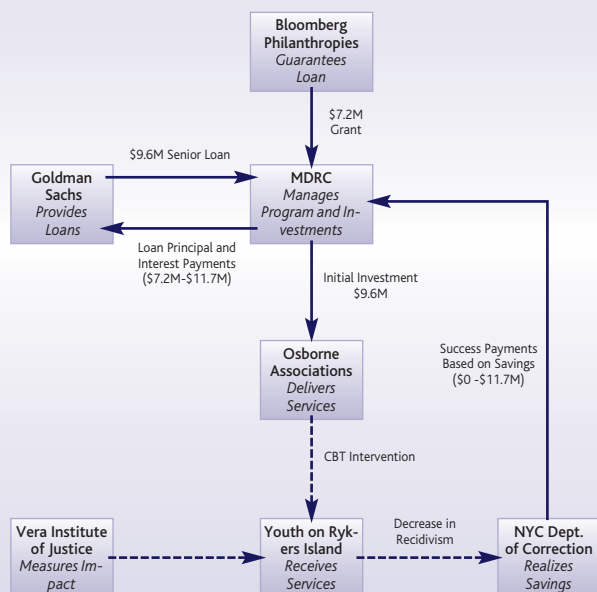 Bloomberg
Philanthropies
Guarantees
Loan
$7.2M
Grant
$9.6M Senior Loan
Goldman
Sachs
Provides
Loans
MDRC
Manages
Program and In-
vestments
Loan Principal and
Interest Payments
($7.2M-$11.7M)
Initial Investment
$9.6M
Osborne
Associations
Delivers
Services
Success Payments
Based on Savings
($0 -$11.7M)
CBT Intervention
Vera Institute
of Justice
Measures Im-
pact
Youth on Ryk-
ers Island
Receives
Services
Decrease in
Recidivism
NYC Dept.
of Correction
Realizes
Savings